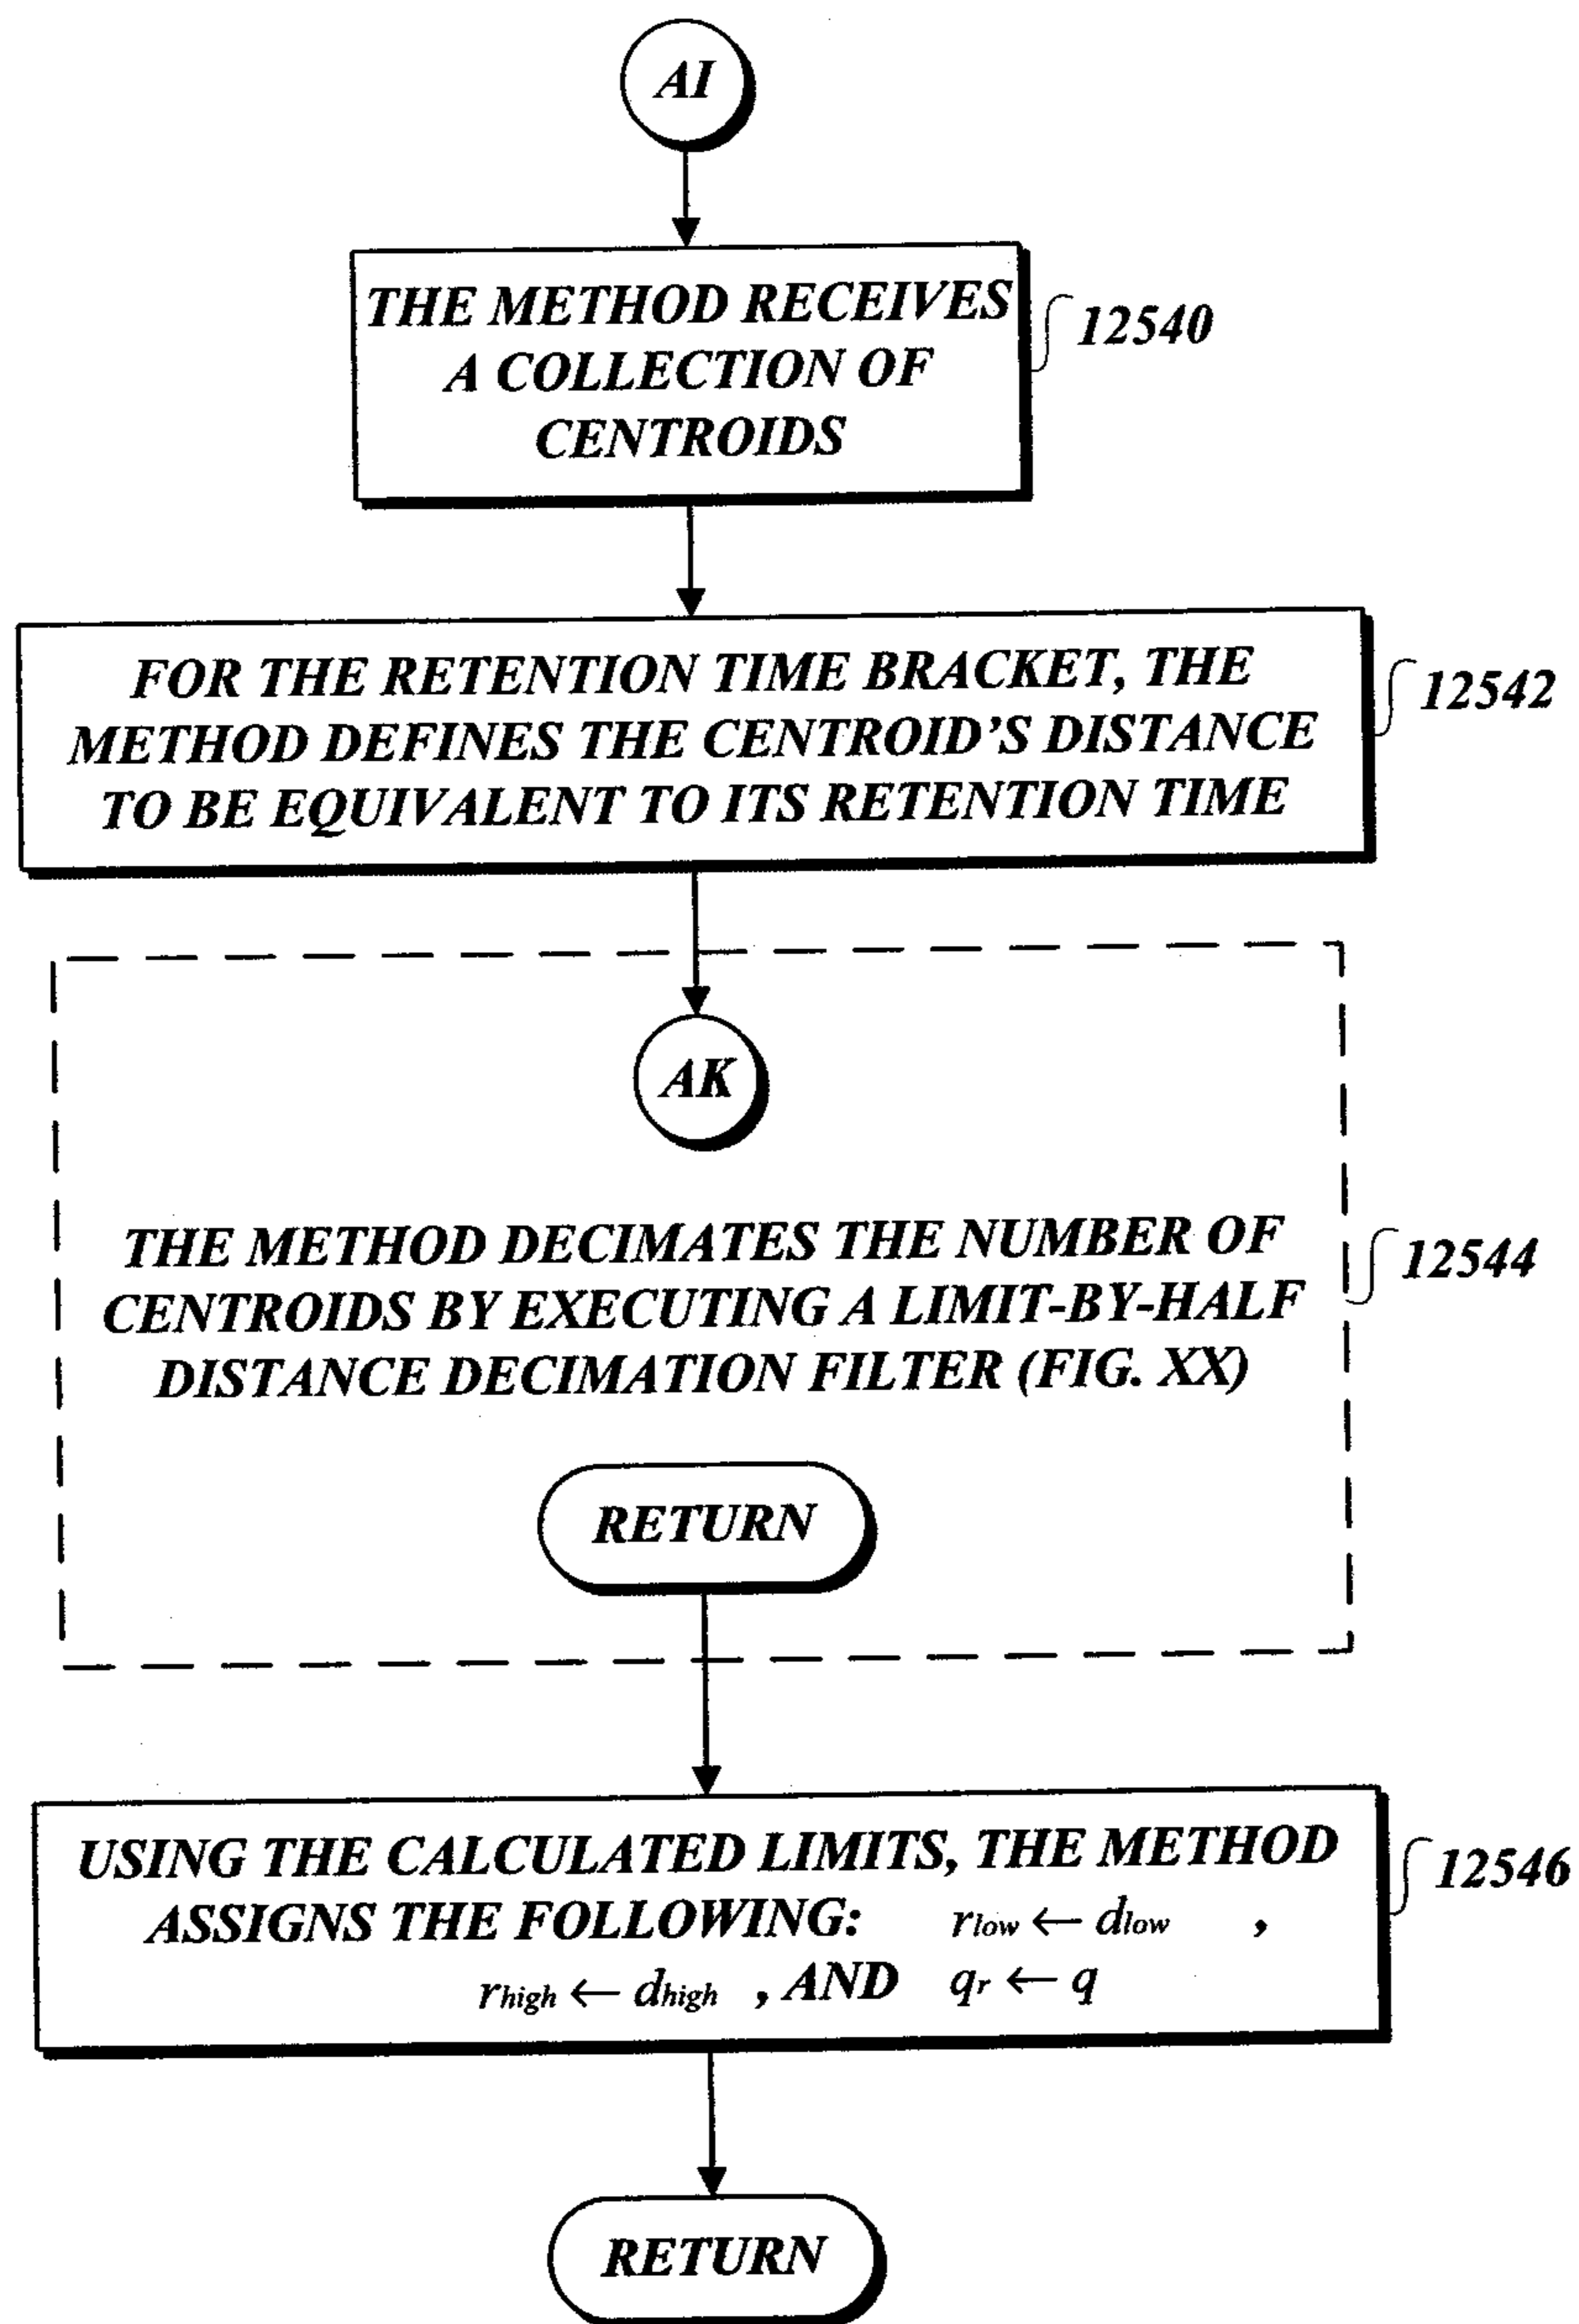 AI
THE METHOD RECEIVES
A COLLECTION OF
CENTROIDS
12540
FOR THE RETENTION TIME BRACKET, THE
METHOD DEFINES THE CENTROID'S DISTANCE
TO BE EQUIVALENT TO ITS RETENTION TIME
12542
AK
THE METHOD DECIMATES THE NUMBER OF
CENTROIDS BY EXECUTING A LIMIT-BY-HALF
DISTANCE DECIMATION FILTER (FIG. XX)
12544
RETURN
USING THE CALCULATED LIMITS, THE METHOD
ASSIGNS THE FOLLOWING: rlow ← dlow ,
rhigh ← dhigh , AND qr ← q
12546
RETURN